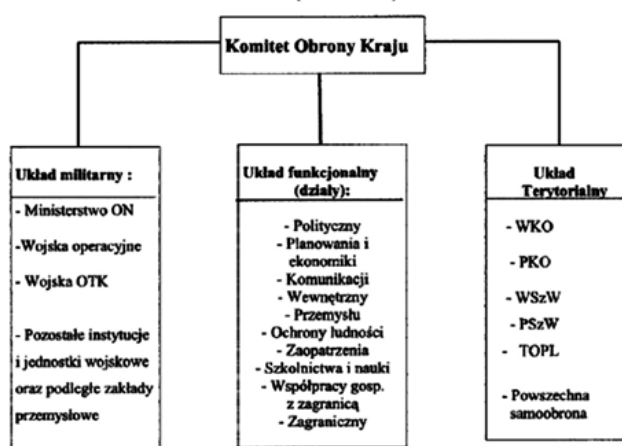 Komitet Obrony Kraju
Układ militarny :
- Ministerstwo ON
-Wojska operacyjne
- Wojska OTK
- Pozostałe instytucje
i jednostki wojskowe
oraz podległe zakłady
przemysłowe
Układ funkcjonalny
(działy):
- Polityczny
- Planowania i
ekonomiki
- Komunikacji
- Wewnętrzny
- Przemysłu
- Ochrony ludności
- Zaopatrzenia
- Szkolnictwa i nauki
- Współpracy gosp.
z zagranicą
- Zagraniczny
Układ
Terytorialny
- WKO
- PKO
- WSzW
- PSzW
- TOPL
- Powszechna
samoobrona